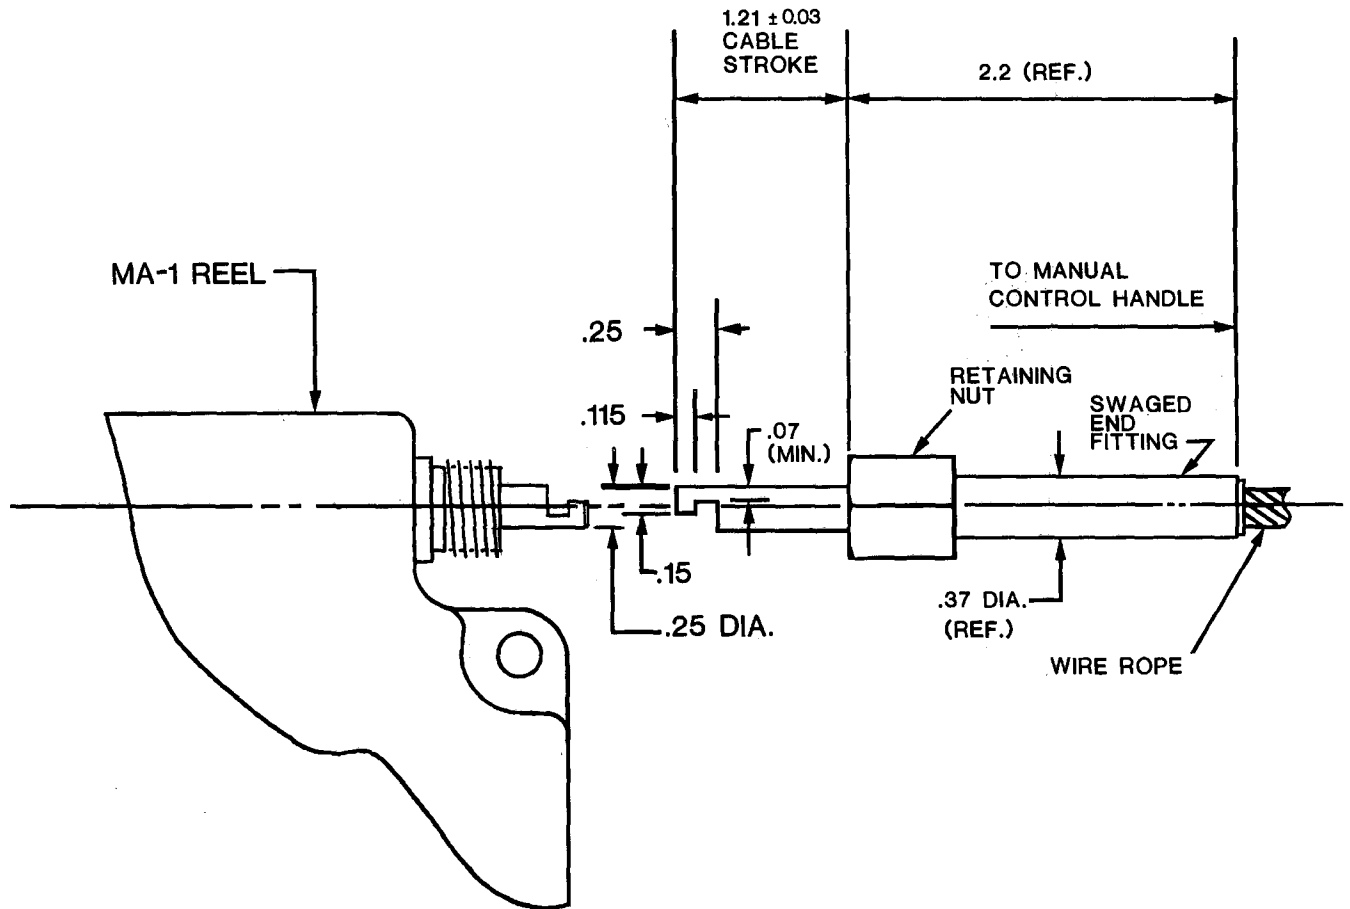 1.21 ± 0.03
CABLE
STROKE
2.2 (REF.)
MA-1 REEL
TO MANUAL
CONTROL HANDLE
.25
RETAINING
NUT
SWAGED
END
FITTING
.115
.07
(MIN.)
.15
.25 DIA.
.37 DIA.
(REF.)
WIRE ROPE